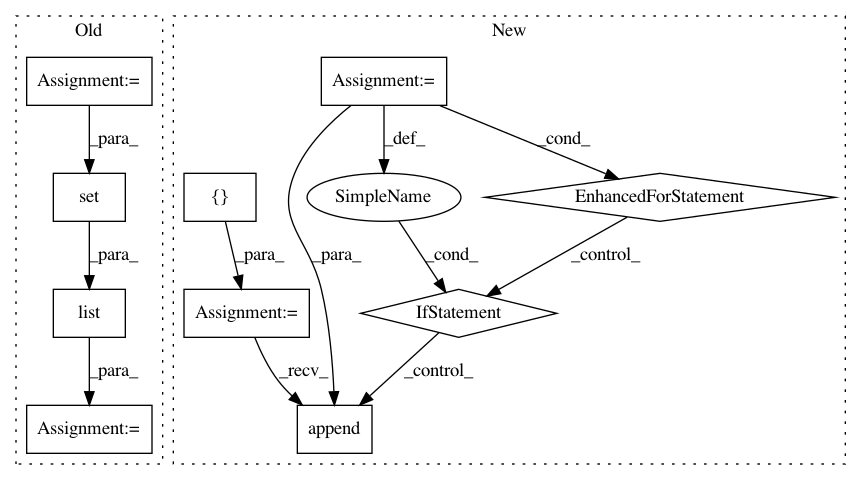 Old
New
Assignment:=
Assignment:=
_para_
_def_
_cond_
set
{}
SimpleName
EnhancedForStatement
_para_
_para_
_para_
_cond_
_control_
list
Assignment:=
IfStatement
_para_
_recv_
_control_
Assignment:=
append